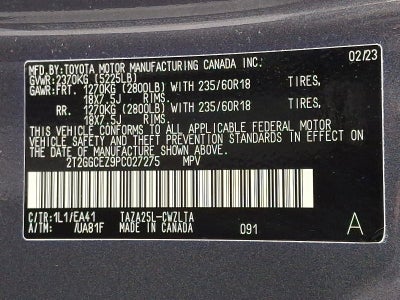 MFD.BY:TOYOTA MOTOR MANUFACTURING CANADA INC. 02/23
GVWR:2370KG (5225LB)
GAWR:FRT. 1270KG (2800LB) WITH 235/60R18 TIRES,
18X7.5J RIMS.
RR. 1270KG (2800LB) WITH 235/60R18 TIRES,
18X7.5J RIMS.
THIS VEHICLE CONFORMS TO ALL APPLICABLE FEDERAL MOTOR
VEHICLE SAFETY AND THEFT PREVENTION STANDARDS IN
EFFECT ON THE DATE OF MANUFACTURE SHOWN ABOVE.
2T2GGCEZ9PC027275 MPV
C/TR:1L1/EA41 TAZA25L-CWZLTA
A/TM: /UA81F MADE IN CANADA 091 A